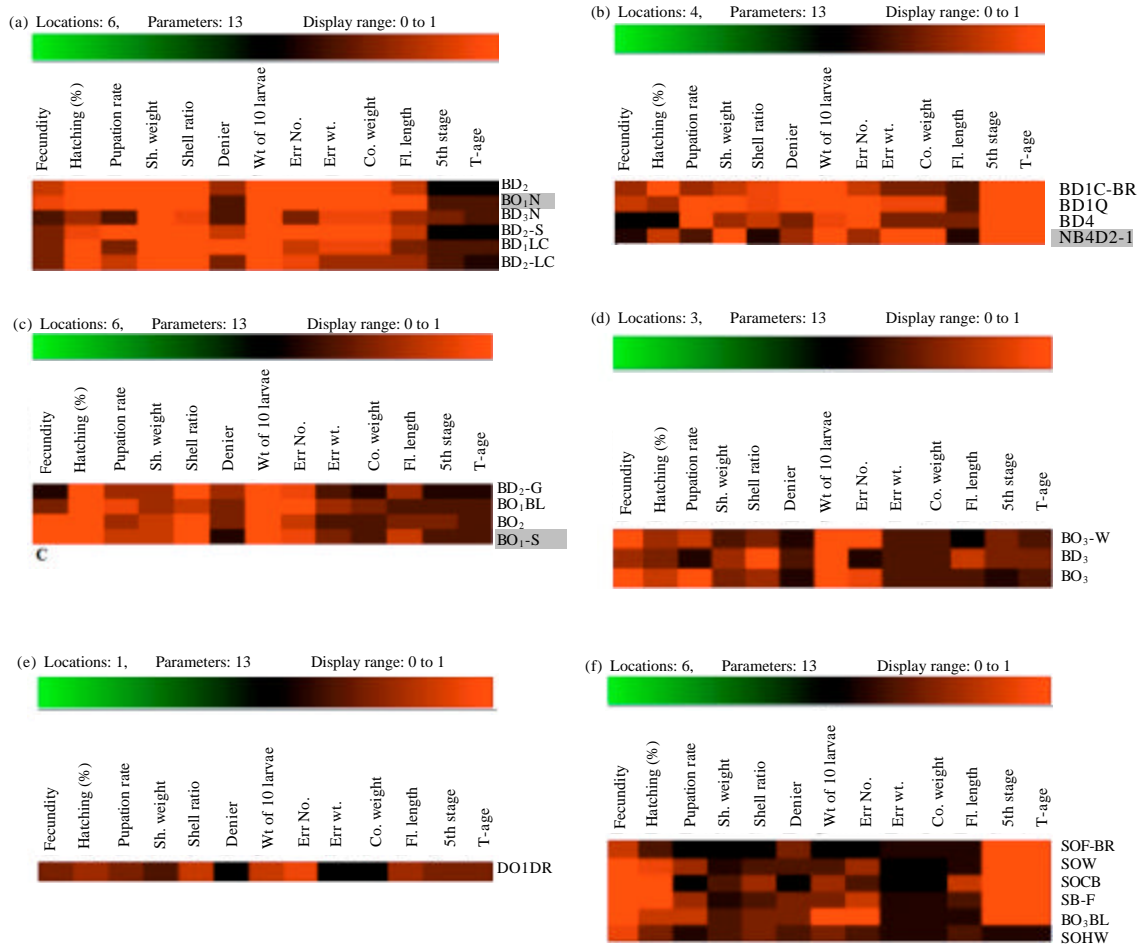 (a) Locations: 6, Parameters: 13 Display range: 0 to 1
Fecundity
Hatching (%)
Pupation rate
Sh. weight
Shell ratio
Denier
Wt of 10 larvae
Err No.
Err wt.
Co. weight
Fl. length
5th stage
T-age
BD₂
BO₁N
BD₃N
BD₂-S
BD₁LC
BD₂-LC
(b) Locations: 4, Parameters: 13 Display range: 0 to 1
Fecundity
Hatching (%)
Pupation rate
Sh. weight
Shell ratio
Denier
Wt of 10 larvae
Err No.
Err wt.
Co. weight
Fl. length
5th stage
T-age
BD1C-BR
BD1Q
BD4
NB4D2-1
(c) Locations: 6, Parameters: 13 Display range: 0 to 1
Fecundity
Hatching (%)
Pupation rate
Sh. weight
Shell ratio
Denier
Wt of 10 larvae
Err No.
Err wt.
Co. weight
Fl. length
5th stage
T-age
BD₂-G
BO₁BL
BO₂
BO₁-S
C
(d) Locations: 3, Parameters: 13 Display range: 0 to 1
Fecundity
Hatching (%)
Pupation rate
Sh. weight
Shell ratio
Denier
Wt of 10 larvae
Err No.
Err wt.
Co. weight
Fl. length
5th stage
T-age
BO₃-W
BD₃
BO₃
(e) Locations: 1, Parameters: 13 Display range: 0 to 1
Fecundity
Hatching (%)
Pupation rate
Sh. weight
Shell ratio
Denier
Wt of 10 larvae
Err No.
Err wt.
Co. weight
Fl. length
5th stage
T-age
DO1DR
(f) Locations: 6, Parameters: 13 Display range: 0 to 1
Fecundity
Hatching (%)
Pupation rate
Sh. weight
Shell ratio
Denier
Wt of 10 larvae
Err No.
Err wt.
Co. weight
Fl. length
5th stage
T-age
SOF-BR
SOW
SOCB
SB-F
BO₃BL
SOHW